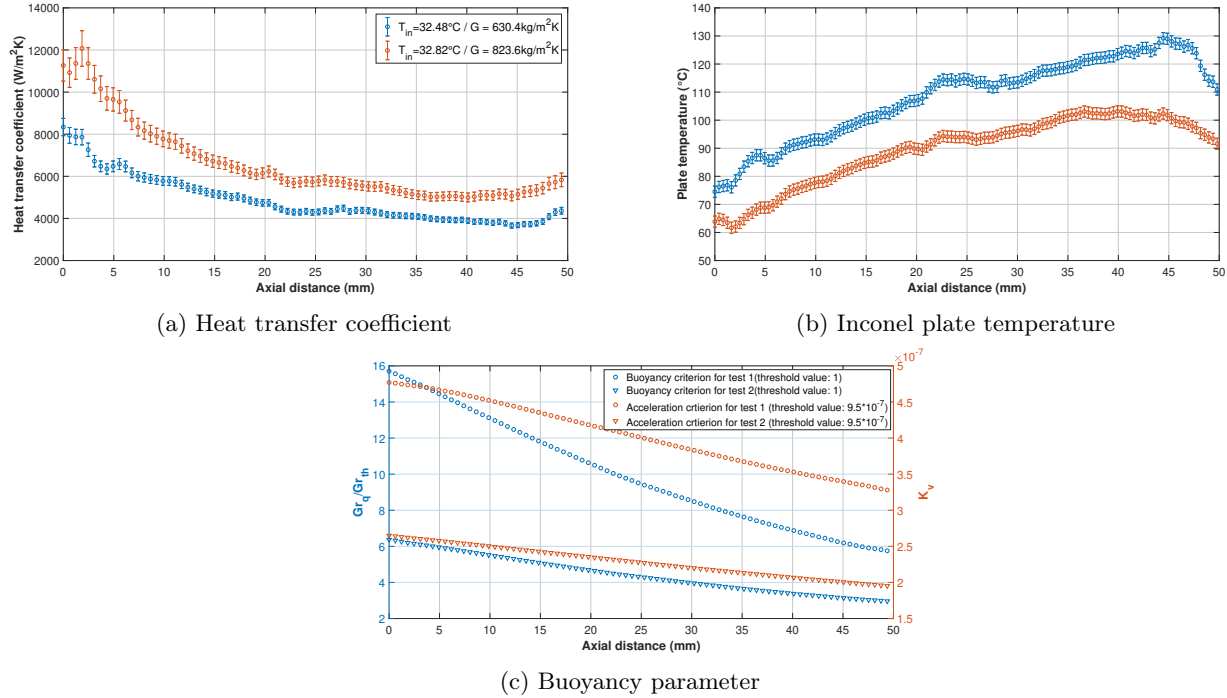 T_in=32.48°C / G = 630.4kg/m²K
T_in=32.82°C / G = 823.6kg/m²K
Heat transfer coefficient (W/m²K)
14000
12000
10000
8000
6000
4000
2000
0 5 10 15 20 25 30 35 40 45 50
Axial distance (mm)
(a) Heat transfer coefficient
Plate temperature (°C)
140
130
120
110
100
90
80
70
60
50
0 5 10 15 20 25 30 35 40 45 50
Axial distance (mm)
(b) Inconel plate temperature
×10⁻⁷
Buoyancy criterion for test 1(threshold value: 1)
Buoyancy criterion for test 2(threshold value: 1)
Acceleration crtierion for test 1 (threshold value: 9.5*10⁻⁷)
Acceleration crtierion for test 2 (threshold value: 9.5*10⁻⁷)
Gr_q/Gr_th
16
14
12
10
8
6
4
2
K_v
5
4.5
4
3.5
3
2.5
2
1.5
0 5 10 15 20 25 30 35 40 45 50
Axial distance (mm)
(c) Buoyancy parameter